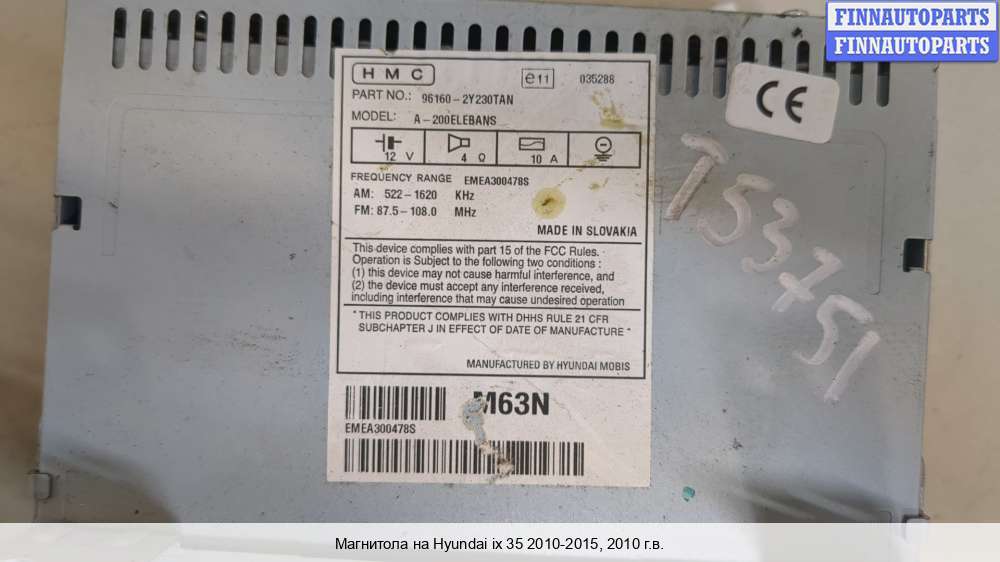 FINNAUTOPARTS
FINNAUTOPARTS
HMC
e11 035288
PART NO.: 96160-2Y230TAN
MODEL: A-200ELEBANS
12 V 4 Ω 10 A
FREQUENCY RANGE EMEA300478S
AM: 522-1620 KHz
FM: 87.5-108.0 MHz
MADE IN SLOVAKIA
This device complies with part 15 of the FCC Rules.
Operation is Subject to the following two conditions :
(1) this device may not cause harmful interference, and
(2) the device must accept any interference received,
including interference that may cause undesired operation
" THIS PRODUCT COMPLIES WITH DHHS RULE 21 CFR
SUBCHAPTER J IN EFFECT OF DATE OF MANUFACTURE "
MANUFACTURED BY HYUNDAI MOBIS
M63N
EMEA300478S
CE
T53751
Магнитола на Hyundai ix 35 2010-2015, 2010 г.в.